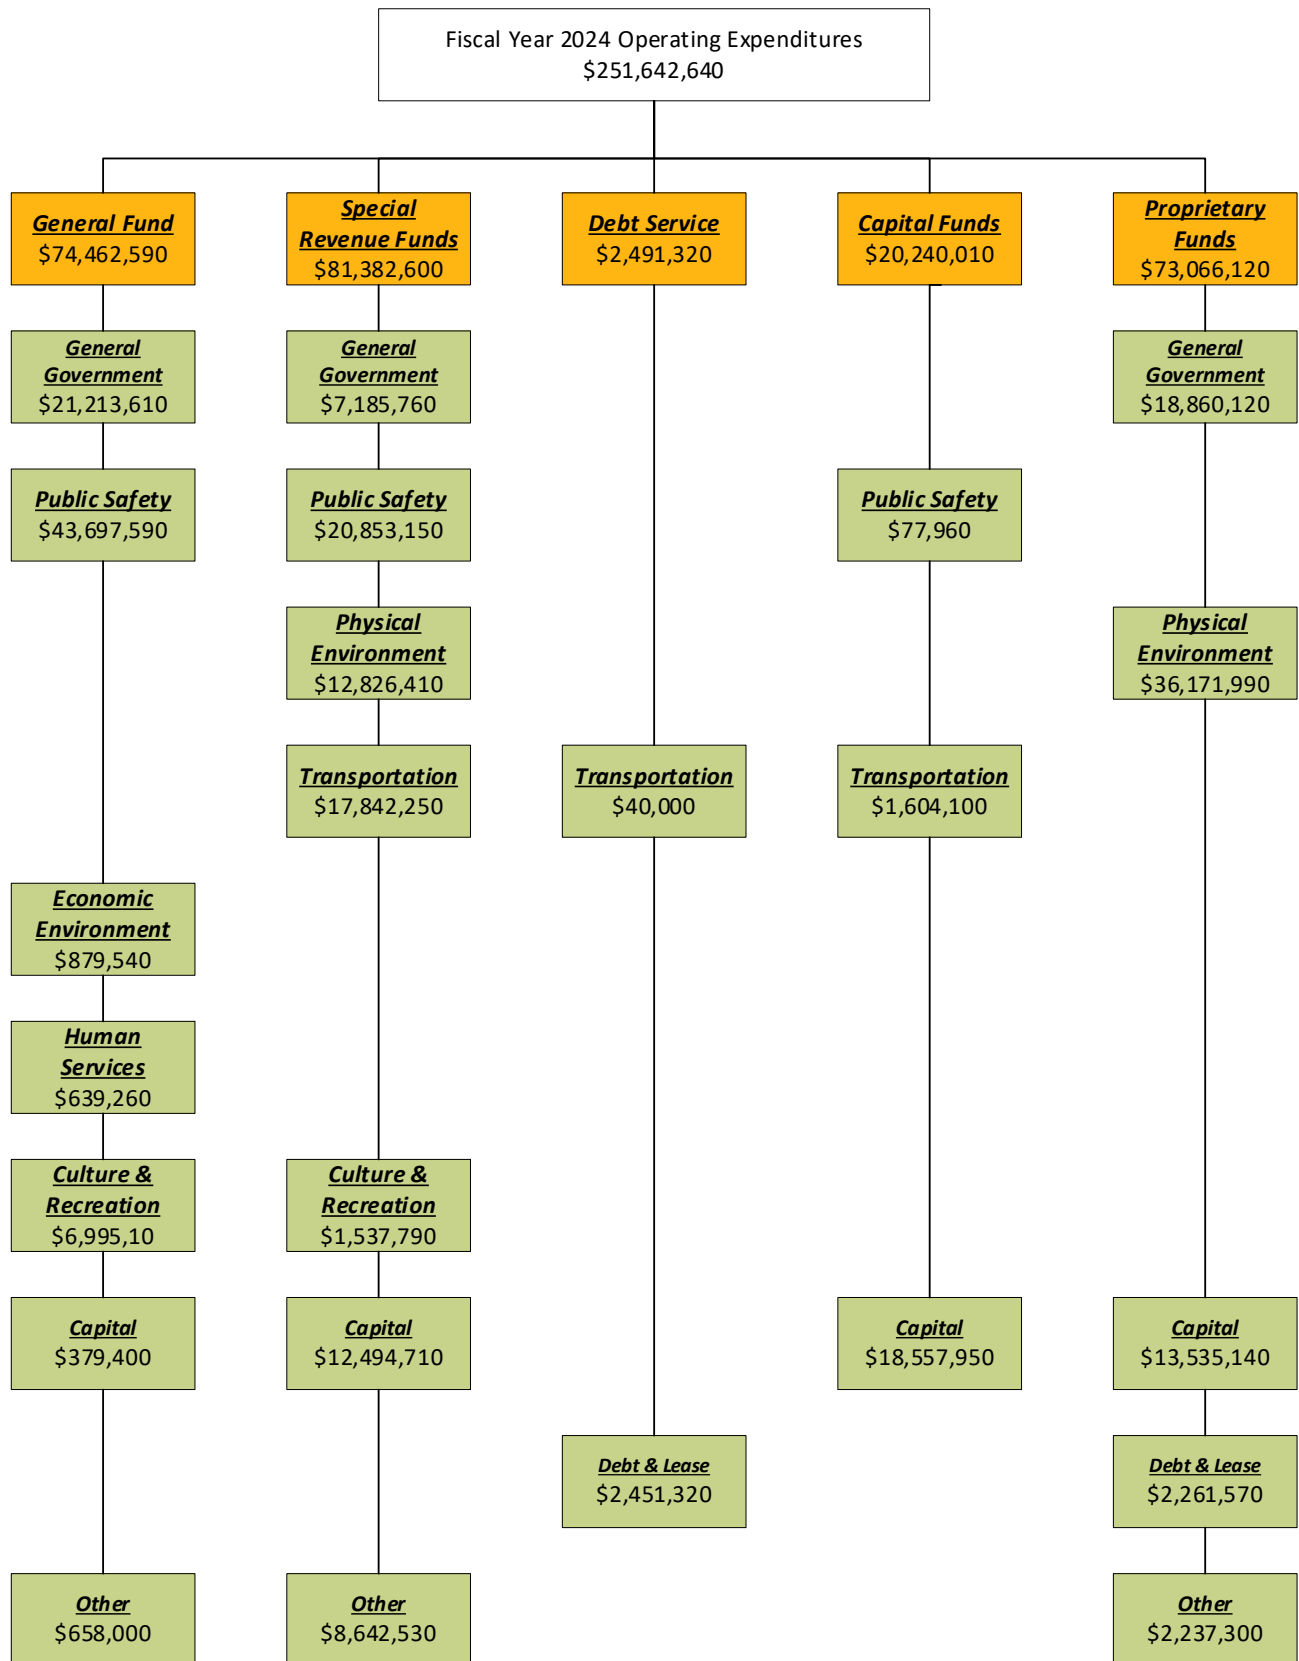 Fiscal Year 2024 Operating Expenditures
$251,642,640
General Fund
$74,462,590
Special
Revenue Funds
$81,382,600
Debt Service
$2,491,320
Capital Funds
$20,240,010
Proprietary
Funds
$73,066,120
General
Government
$21,213,610
General
Government
$7,185,760
General
Government
$18,860,120
Public Safety
$43,697,590
Public Safety
$20,853,150
Public Safety
$77,960
Physical
Environment
$12,826,410
Physical
Environment
$36,171,990
Transportation
$17,842,250
Transportation
$40,000
Transportation
$1,604,100
Economic
Environment
$879,540
Human
Services
$639,260
Culture &
Recreation
$6,995,10
Culture &
Recreation
$1,537,790
Capital
$379,400
Capital
$12,494,710
Capital
$18,557,950
Capital
$13,535,140
Debt & Lease
$2,451,320
Debt & Lease
$2,261,570
Other
$658,000
Other
$8,642,530
Other
$2,237,300